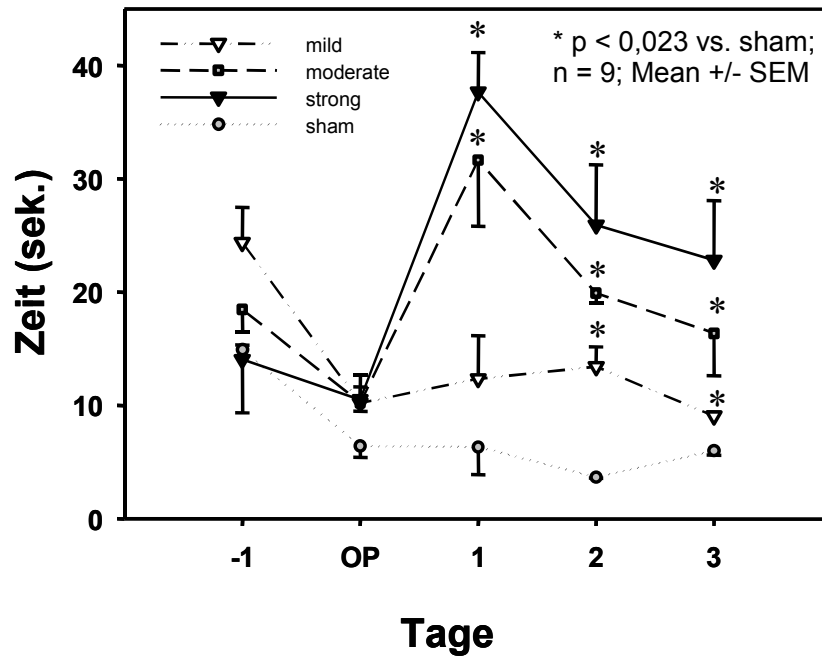 * p < 0,023 vs. sham;
n = 9; Mean +/- SEM
mild
moderate
strong
sham
Zeit (sek.)
40
30
20
10
0
* * * * * * * *
-1 OP 1 2 3
Tage